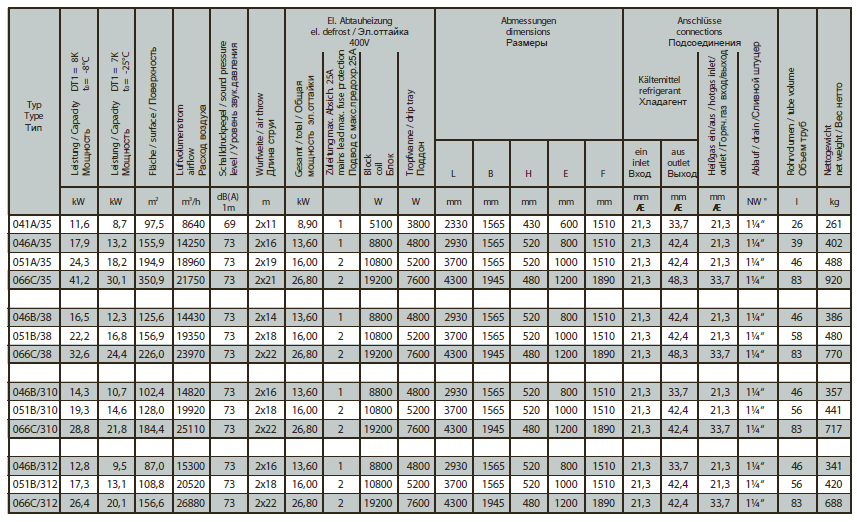 Typ
Type
Тип
Leistung / Capacity DT1 = 8K
Мощность t₀= -8°C
Leistung / Capacity DT1 = 7K
Мощность t₀= -25°C
Fläche / surface / Поверхность
Luftvolumenstrom
airflow
Расход воздуха
Schalldruckpegel / sound pressure
level / Уровень звук.давления
Wurfweite / air throw
Длина струи
El. Abtauheizung
el. defrost / Эл.оттайка
400V
Gesamt / total / Общая
мощность эл.оттайки
Zuleitung max. Absich. 25A
mains lead max. fuse protection
Подвод с макс.предохр.25A
Block
coil
Блок
Tropfwanne / drip tray
Поддон
Abmessungen
dimensions
Размеры
L B H E F
Anschlüsse
connections
Подсоединения
Kältemittel
refrigerant
Хладагент
ein
inlet
Вход
aus
outlet
Выход
Heißgas ein/aus / hotgas inlet/
outlet / Горяч.газ вход/выход
Ablauf / drain /Сливной штуцер
Rohrvolumen / tube volume
Объем труб
Nettogewicht
net weight / Вес нетто
kW kW m² m³/h dB(A) 1m m kW W W mm mm mm mm mm mm Æ mm Æ mm Æ NW " l kg
041A/35 11,6 8,7 97,5 8640 69 2x11 8,90 1 5100 3800 2330 1565 430 600 1510 21,3 33,7 21,3 1¼“ 26 261
046A/35 17,9 13,2 155,9 14250 73 2x16 13,60 1 8800 4800 2930 1565 520 800 1510 21,3 42,4 21,3 1¼“ 39 402
051A/35 24,3 18,2 194,9 18960 73 2x19 16,00 2 10800 5200 3700 1565 520 1000 1510 21,3 42,4 21,3 1¼“ 46 488
066C/35 41,2 30,1 350,9 21750 73 2x21 26,80 2 19200 7600 4300 1945 480 1200 1890 21,3 48,3 33,7 1¼“ 83 920
046B/38 16,5 12,3 125,6 14430 73 2x14 13,60 1 8800 4800 2930 1565 520 800 1510 21,3 42,4 21,3 1¼“ 46 386
051B/38 22,2 16,8 156,9 19350 73 2x18 16,00 2 10800 5200 3700 1565 520 1000 1510 21,3 42,4 21,3 1¼“ 58 480
066C/38 32,6 24,4 226,0 23970 73 2x22 26,80 2 19200 7600 4300 1945 480 1200 1890 21,3 48,3 33,7 1¼“ 83 770
046B/310 14,3 10,7 102,4 14820 73 2x16 13,60 1 8800 4800 2930 1565 520 800 1510 21,3 33,7 21,3 1¼“ 46 357
051B/310 19,3 14,6 128,0 19920 73 2x18 16,00 2 10800 5200 3700 1565 520 1000 1510 21,3 42,4 21,3 1¼“ 56 441
066C/310 28,8 21,8 184,4 25110 73 2x22 26,80 2 19200 7600 4300 1945 480 1200 1890 21,3 42,4 33,7 1¼“ 83 717
046B/312 12,8 9,5 87,0 15300 73 2x16 13,60 1 8800 4800 2930 1565 520 800 1510 21,3 33,7 21,3 1¼“ 46 341
051B/312 17,3 13,1 108,8 20520 73 2x18 16,00 2 10800 5200 3700 1565 520 1000 1510 21,3 42,4 21,3 1¼“ 56 420
066C/312 26,4 20,1 156,6 26880 73 2x22 26,80 2 19200 7600 4300 1945 480 1200 1890 21,3 42,4 33,7 1¼“ 83 688